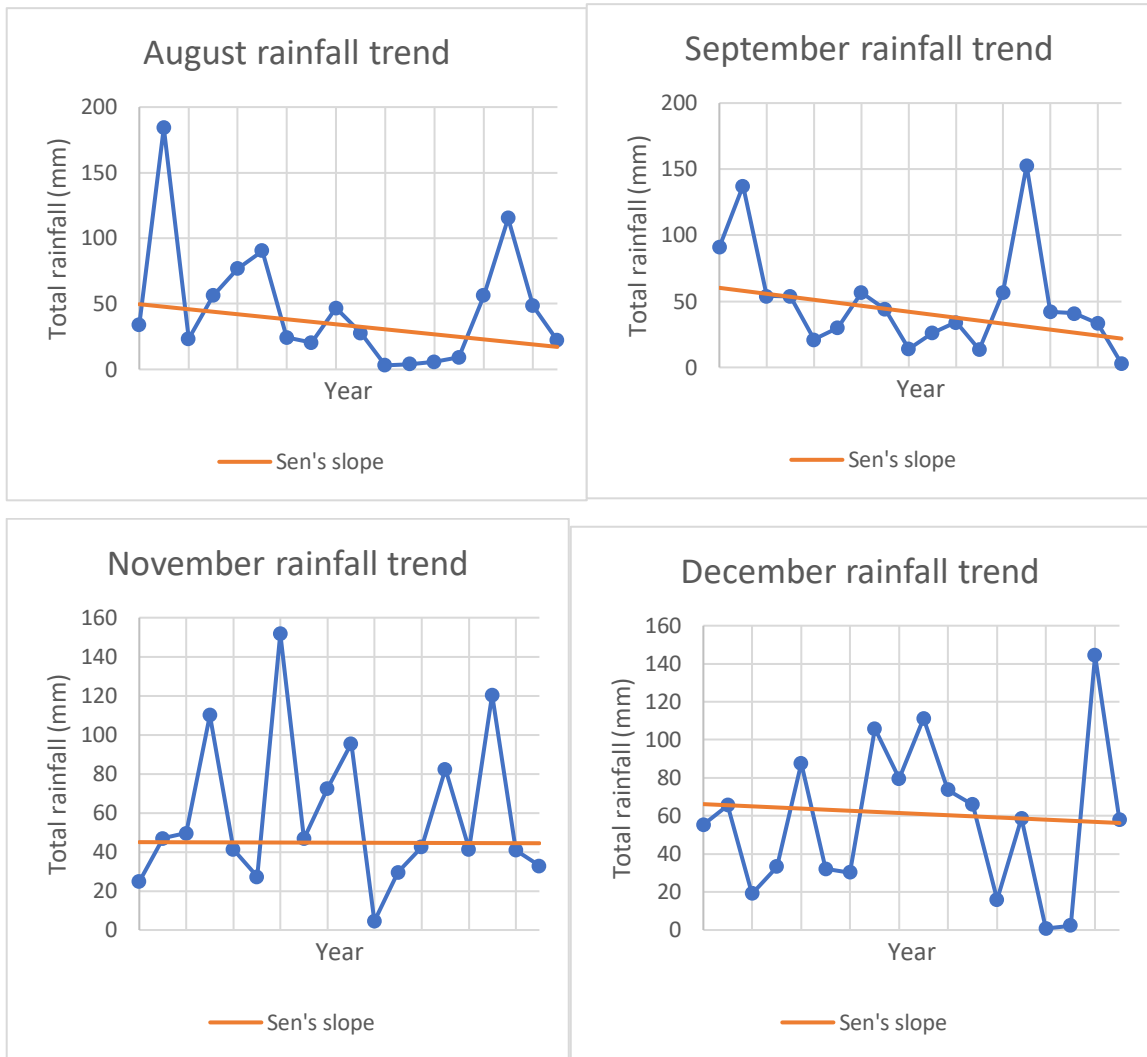 August rainfall trend
200
150
100
50
0
Total rainfall (mm)
Year
Sen's slope
September rainfall trend
200
150
100
50
0
Total rainfall (mm)
Year
Sen's slope
November rainfall trend
160
140
120
100
80
60
40
20
0
Total rainfall (mm)
Year
Sen's slope
December rainfall trend
160
140
120
100
80
60
40
20
0
Total rainfall (mm)
Year
Sen's slope